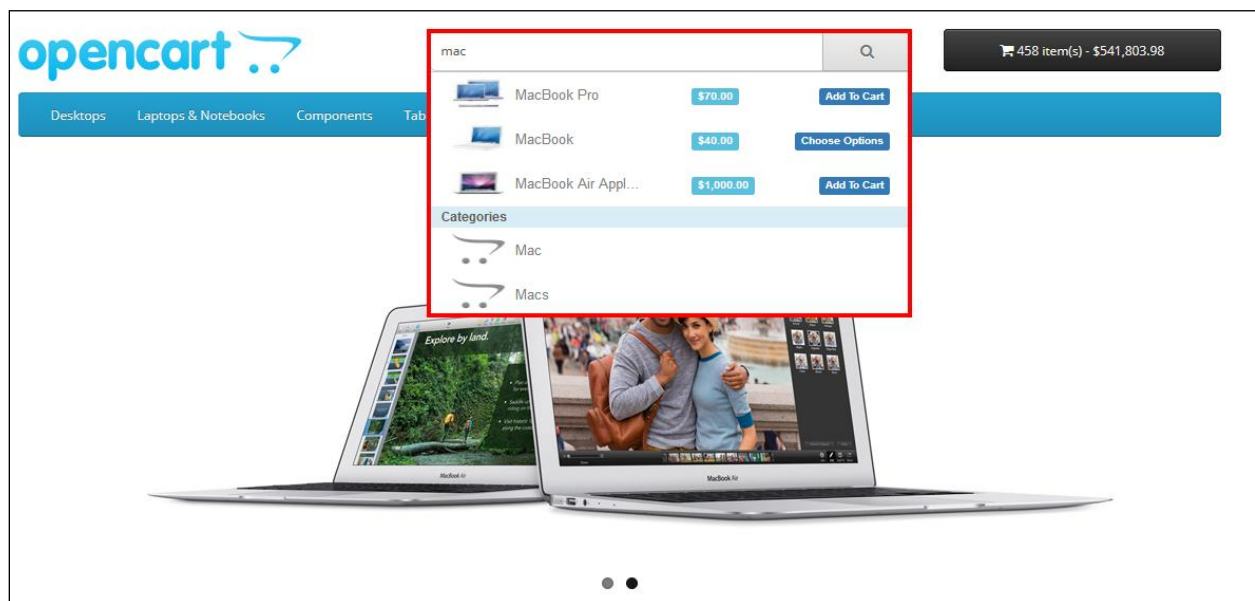 opencart
mac
458 item(s) - $541,803.98
Desktops Laptops & Notebooks Components Tab
MacBook Pro $70.00 Add To Cart
MacBook $40.00 Choose Options
MacBook Air Appl... $1,000.00 Add To Cart
Categories
Mac
Macs
Explore by land.
MacBook Air
MacBook Air